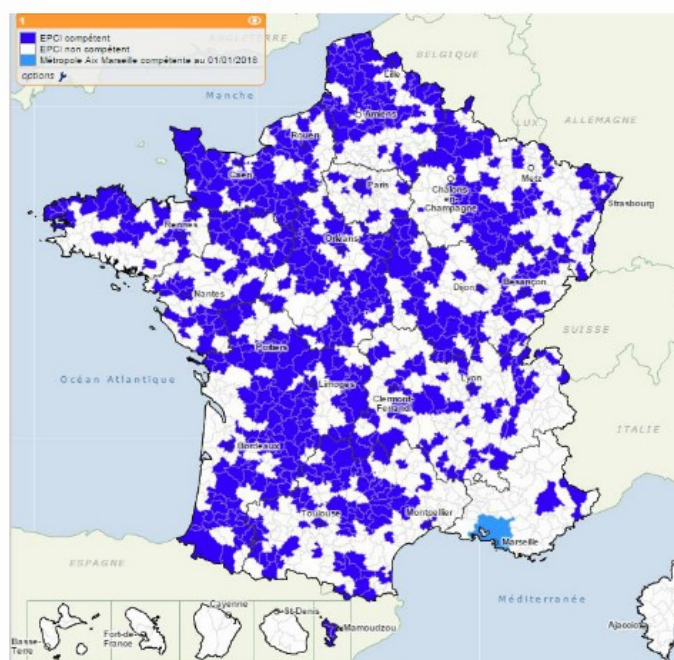 1
EPCI compétent
EPCI non compétent
Métropole Aix Marseille compétente au 01/01/2018
options
ANGLETERRE
BELGIQUE
Lille
Manche
LUX
ALLEMAGNE
Amiens
Rouen
Caen
Metz
Paris
Châlons
en
Champagne
Strasbourg
Rennes
Orléans
Nantes
Dijon
Besançon
SUISSE
Poitiers
Océan Atlantique
Limoges
Lyon
Clermont-
Ferrand
ITALIE
Bordeaux
Toulouse
Montpellier
Marseille
ESPAGNE
Méditerranée
Cayenne
St-Denis
Basse-
Terre
Fort-de-
France
Mamoudzou
Ajaccio